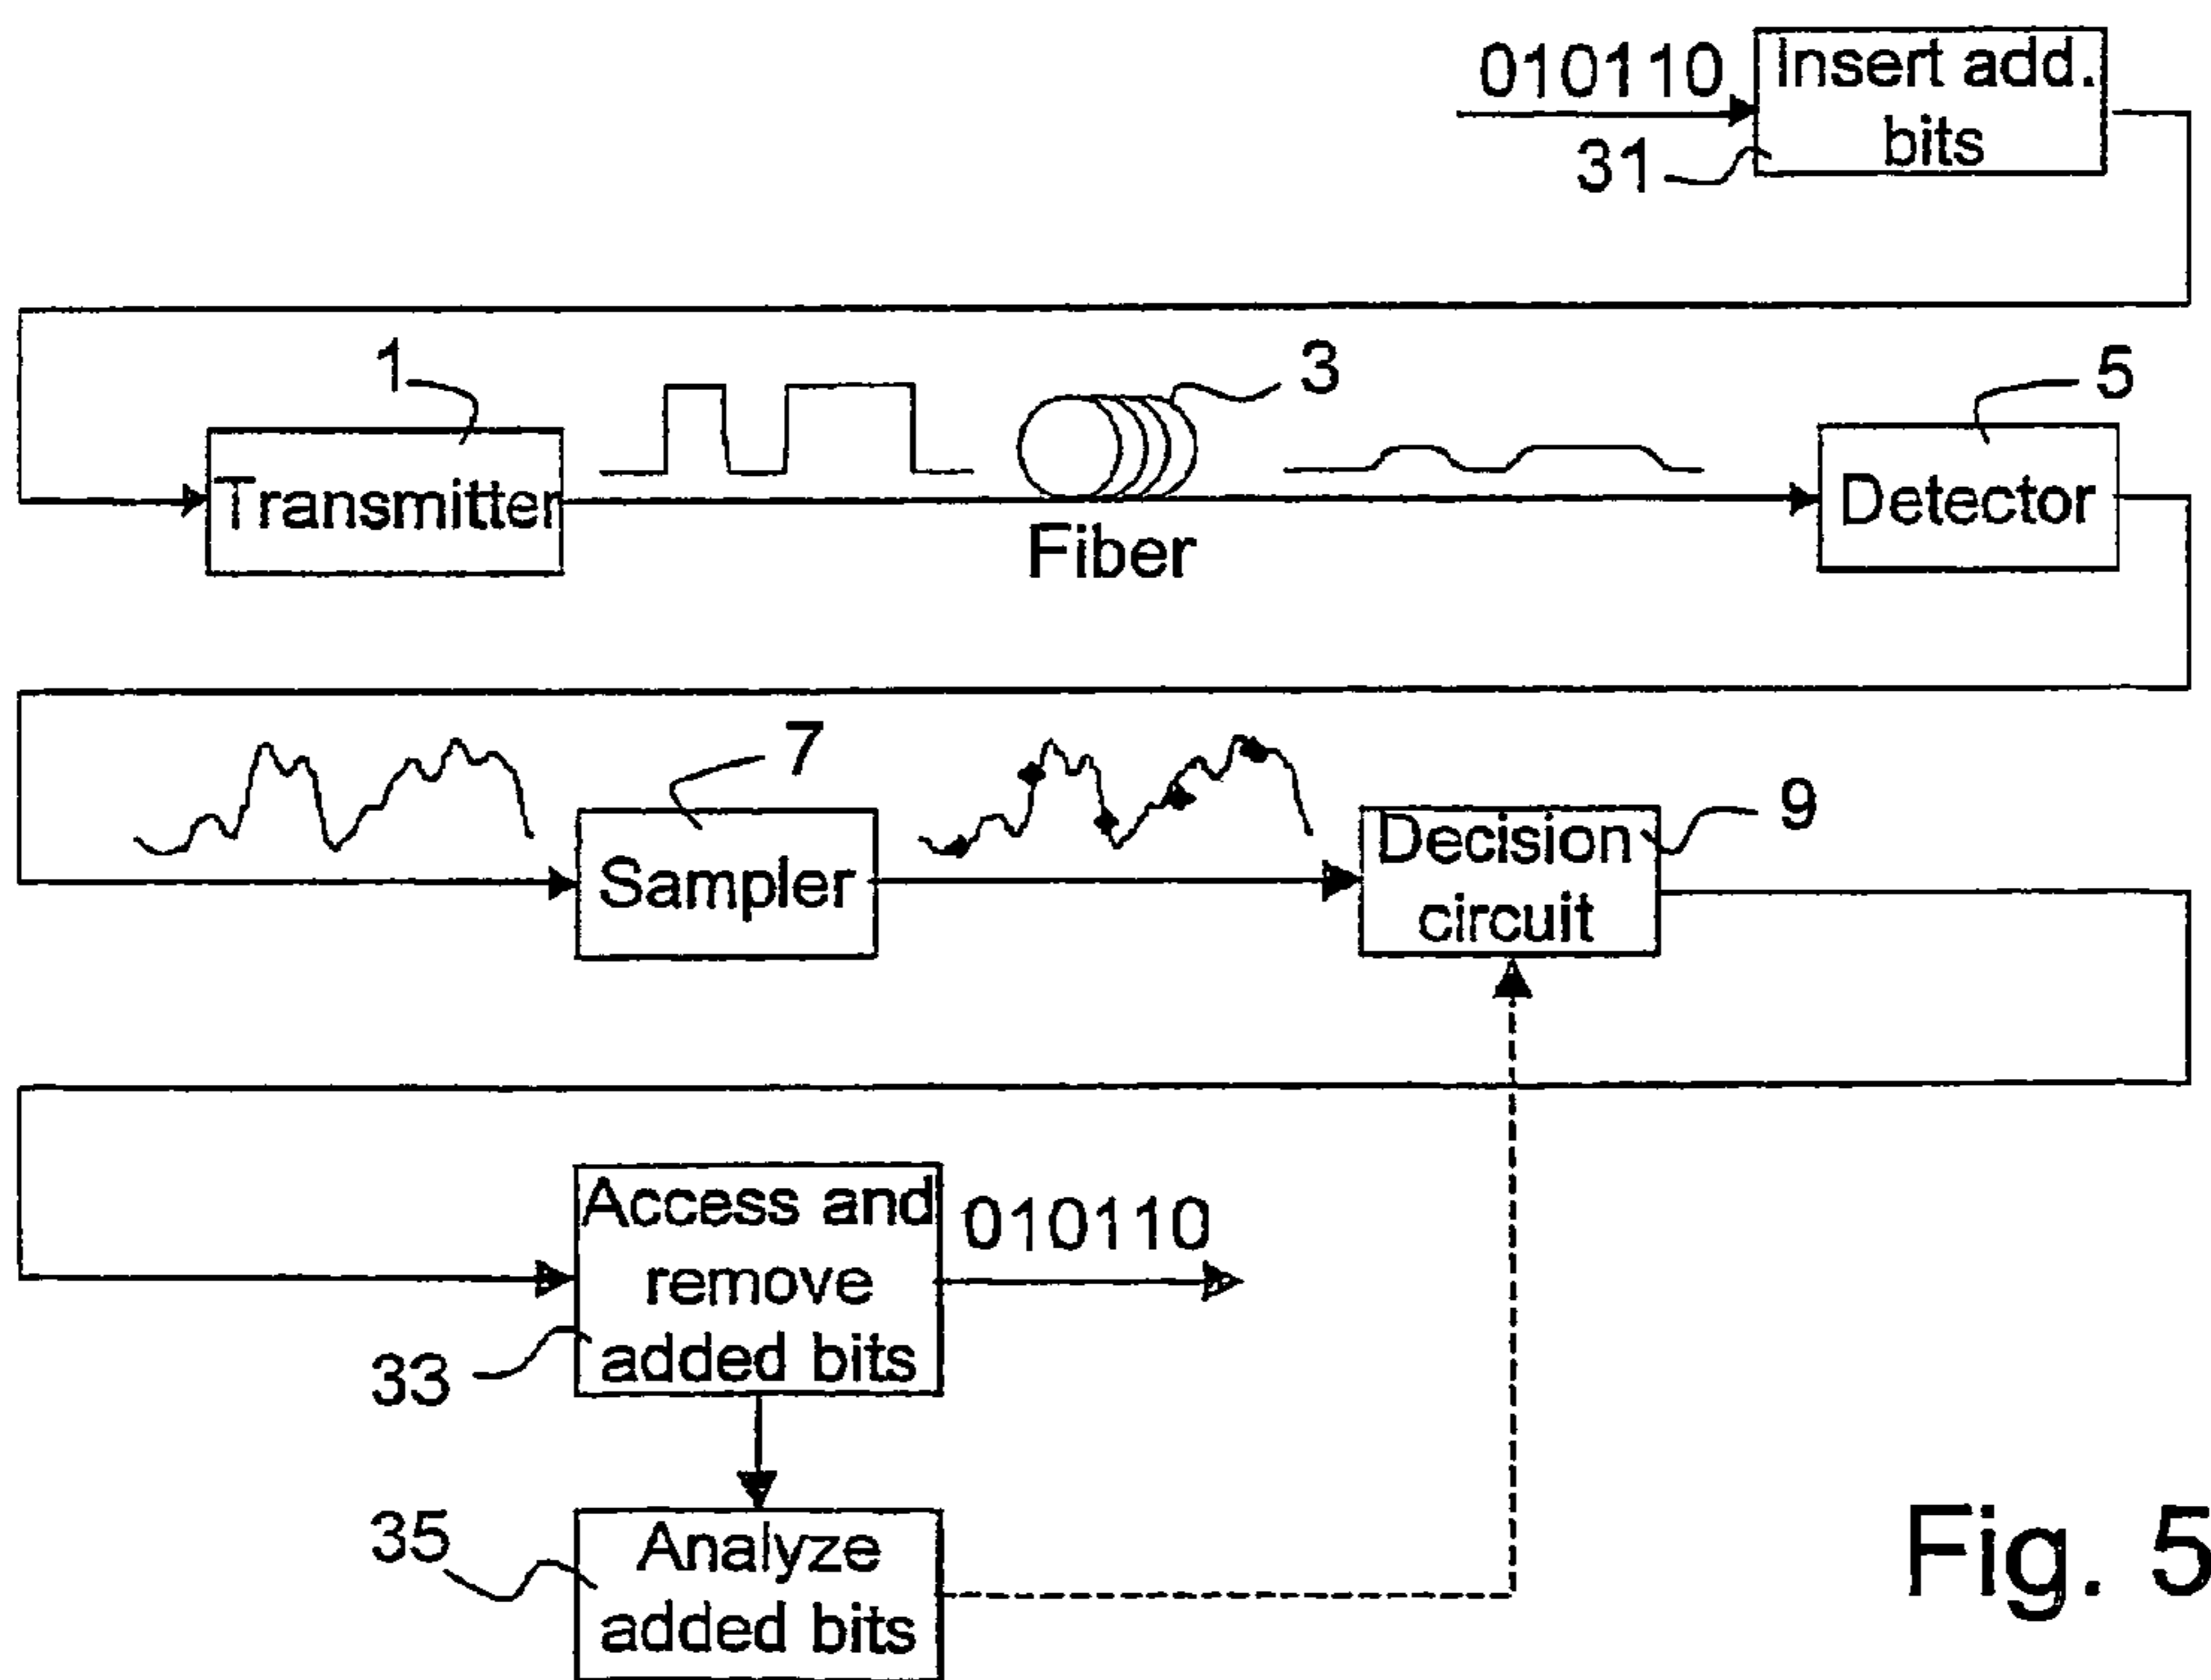 010110
Insert add.
bits
31
1
3
5
Transmitter
Fiber
Detector
7
9
Sampler
Decision
circuit
Access and
remove
added bits
010110
33
35
Analyze
added bits
Fig. 5